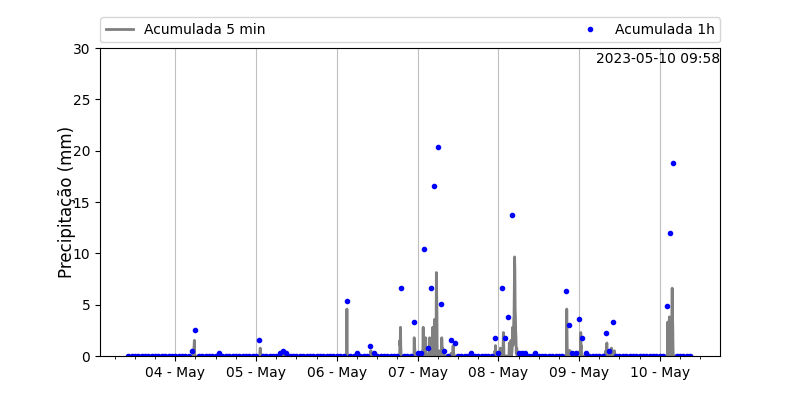 Acumulada 5 min
Acumulada 1h
2023-05-10 09:58
Precipitação (mm)
30
25
20
15
10
5
0
04 - May
05 - May
06 - May
07 - May
08 - May
09 - May
10 - May